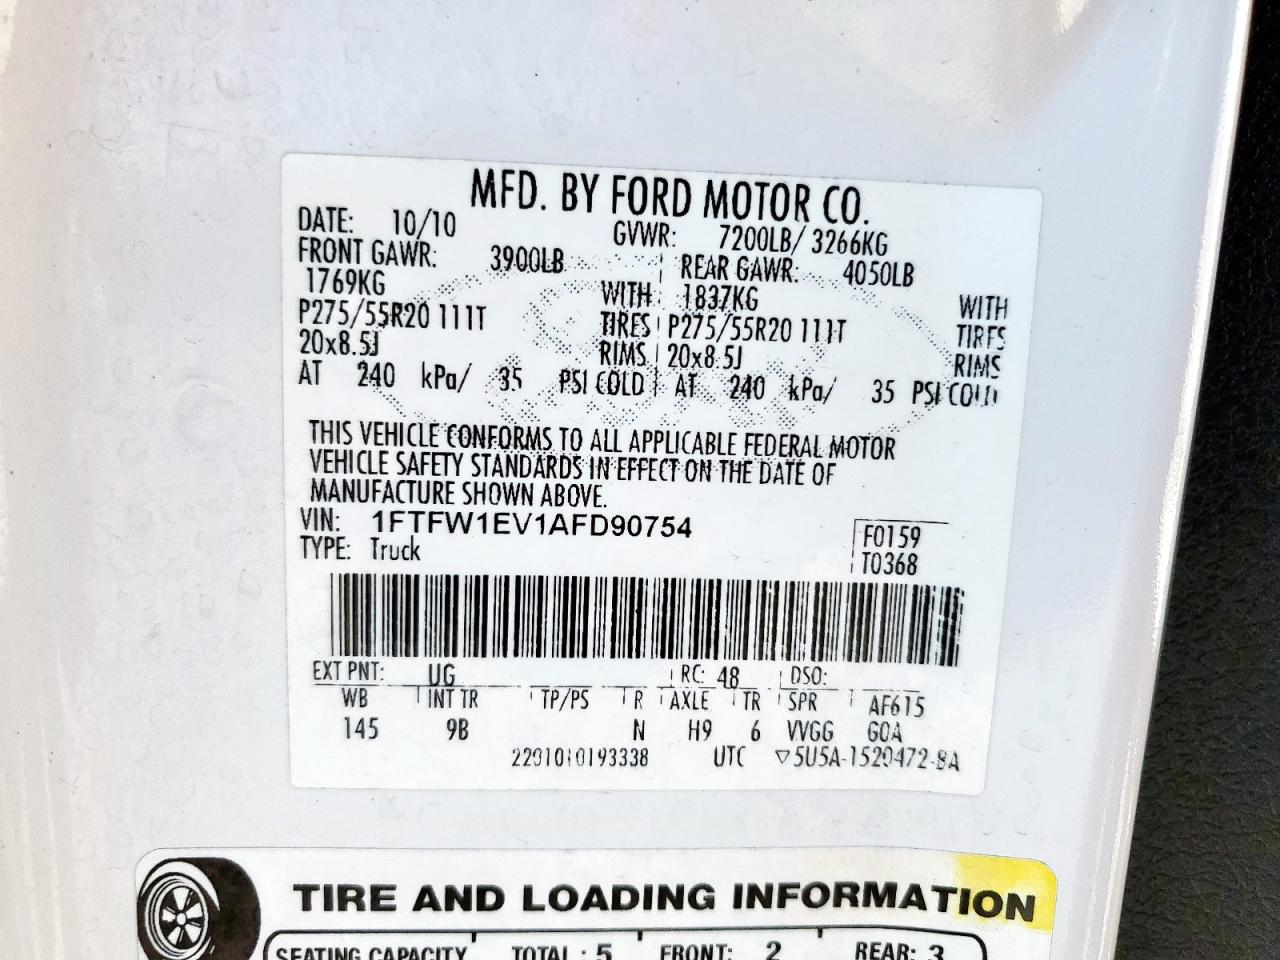 MFD. BY FORD MOTOR CO.
DATE: 10/10 GVWR: 7200LB/ 3266KG
FRONT GAWR: 3900LB REAR GAWR: 4050LB
1769KG WITH 1837KG WITH
P275/55R20 111T TIRES P275/55R20 111T TIRES
20x8.5J RIMS 20x8.5J RIMS
AT 240 kPa/ 35 PSI COLD AT 240 kPa/ 35 PSI COLD
THIS VEHICLE CONFORMS TO ALL APPLICABLE FEDERAL MOTOR
VEHICLE SAFETY STANDARDS IN EFFECT ON THE DATE OF
MANUFACTURE SHOWN ABOVE.
VIN: 1FTFW1EV1AFD90754
TYPE: Truck
F0159
T0368
EXT PNT: UG RC: 48 DSO:
WB INT TR TP/PS R AXLE TR SPR AF615
145 9B N H9 6 VVGG GOA
UTC ▽5U5A-1520472-BA
TIRE AND LOADING INFORMATION
SEATING CAPACITY TOTAL : 5 FRONT: 2 REAR: 3